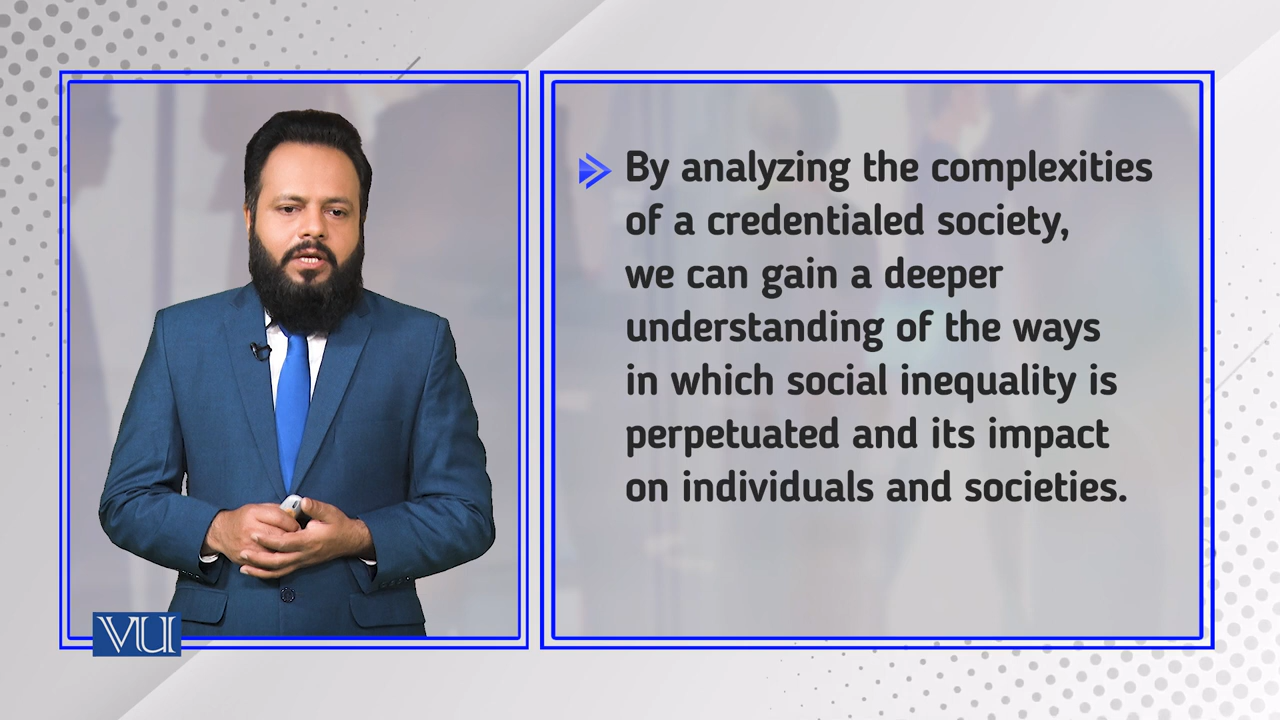 By analyzing the complexities
of a credentialed society,
we can gain a deeper
understanding of the ways
in which social inequality is
perpetuated and its impact
on individuals and societies.
VU